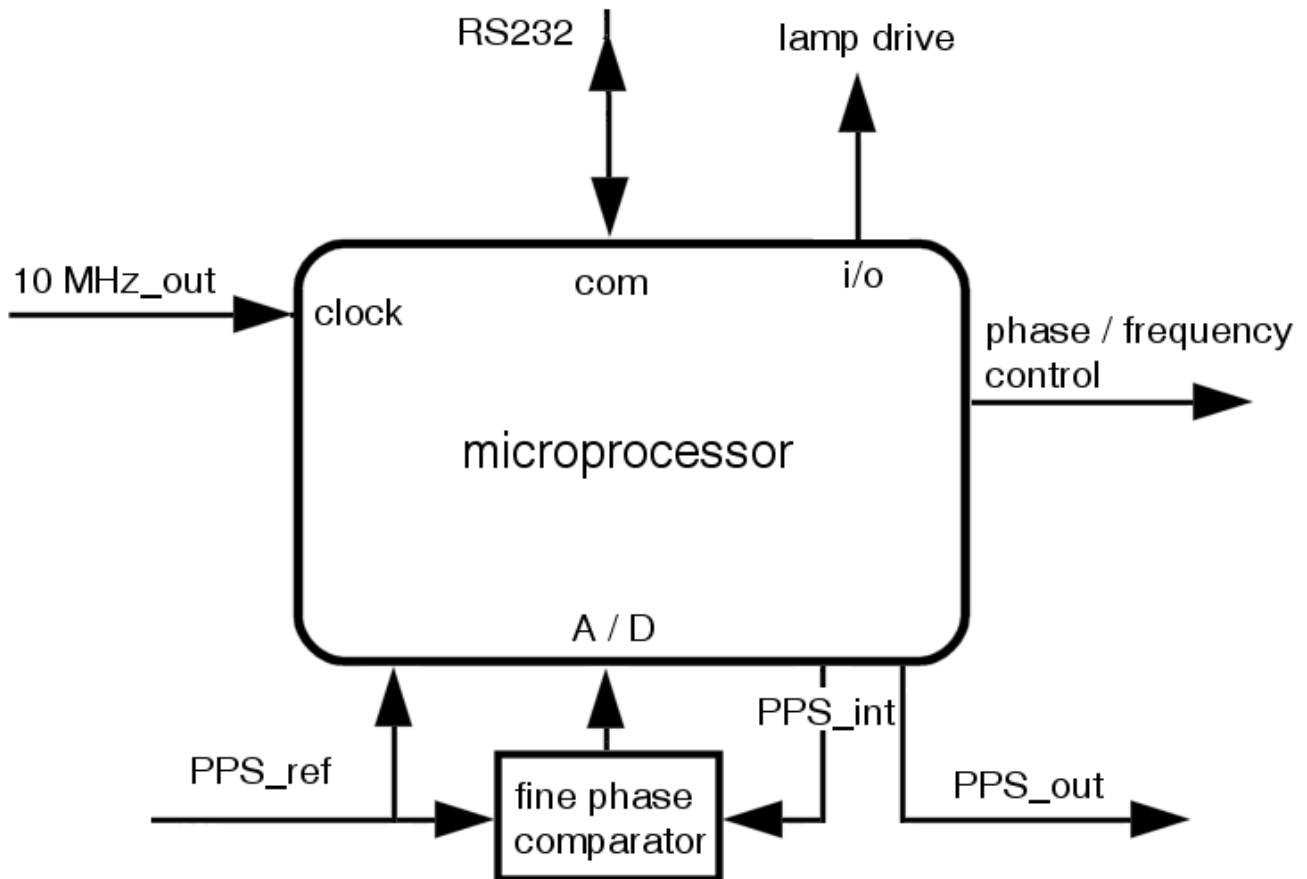 RS232
lamp drive
10 MHz_out
clock
com
i/o
phase / frequency
control
microprocessor
A / D
PPS_int
PPS_ref
fine phase
comparator
PPS_out